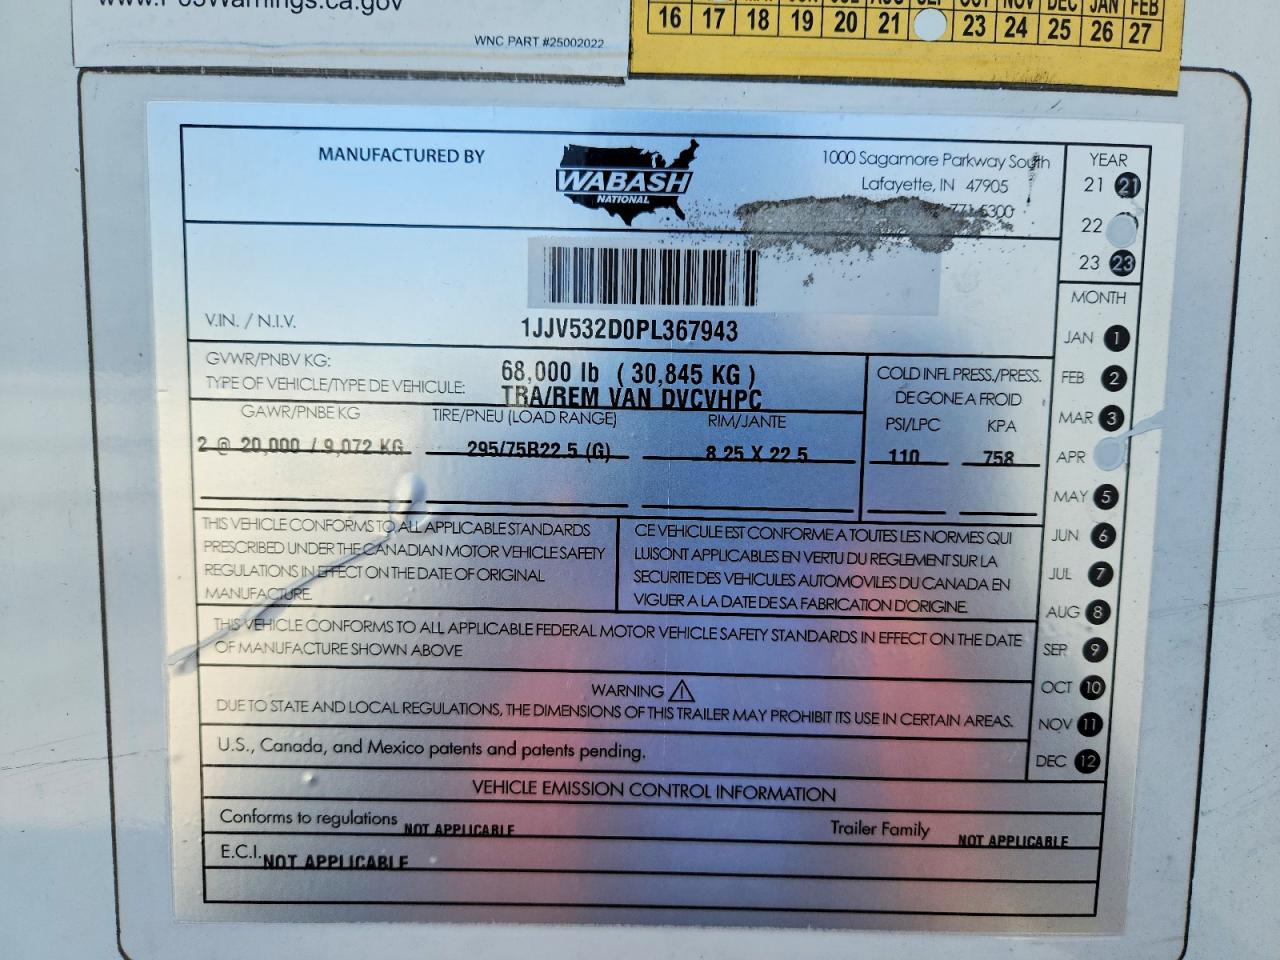 WNC PART #25002022
16 17 18 19 20 21 23 24 25 26 27
MANUFACTURED BY
WABASH
NATIONAL
1000 Sagamore Parkway South
Lafayette, IN 47905
771-5300
YEAR
21 21
22
23 23
MONTH
JAN 1
FEB 2
MAR 3
APR
MAY 5
JUN 6
JUL 7
AUG 8
SEP 9
OCT 10
NOV 11
DEC 12
V.IN. / N.I.V.
1JJV532D0PL367943
GVWR/PNBV KG:
68,000 lb ( 30,845 KG )
TYPE OF VEHICLE/TYPE DE VEHICULE:
TRA/REM VAN DVCVHPC
COLD INFL PRESS./PRESS.
DE GONE A FROID
GAWR/PNBE KG
TIRE/PNEU (LOAD RANGE)
RIM/JANTE
PSI/LPC
KPA
2 @ 20,000 / 9,072 KG
295/75R22.5 (G)
8.25 X 22.5
110
758
THIS VEHICLE CONFORMS TO ALL APPLICABLE STANDARDS
PRESCRIBED UNDER THE CANADIAN MOTOR VEHICLE SAFETY
REGULATIONS IN EFFECT ON THE DATE OF ORIGINAL
MANUFACTURE.
CE VEHICULE EST CONFORME A TOUTES LES NORMES QUI
LUISONT APPLICABLES EN VERTU DU REGLEMENT SUR LA
SECURITE DES VEHICULES AUTOMOVILES DU CANADA EN
VIGUER A LA DATE DE SA FABRICATION D'ORIGINE.
THIS VEHICLE CONFORMS TO ALL APPLICABLE FEDERAL MOTOR VEHICLE SAFETY STANDARDS IN EFFECT ON THE DATE
OF MANUFACTURE SHOWN ABOVE
WARNING
DUE TO STATE AND LOCAL REGULATIONS, THE DIMENSIONS OF THIS TRAILER MAY PROHIBIT ITS USE IN CERTAIN AREAS.
U.S., Canada, and Mexico patents and patents pending.
VEHICLE EMISSION CONTROL INFORMATION
Conforms to regulations NOT APPLICABLE
Trailer Family NOT APPLICABLE
E.C.I. NOT APPLICABLE